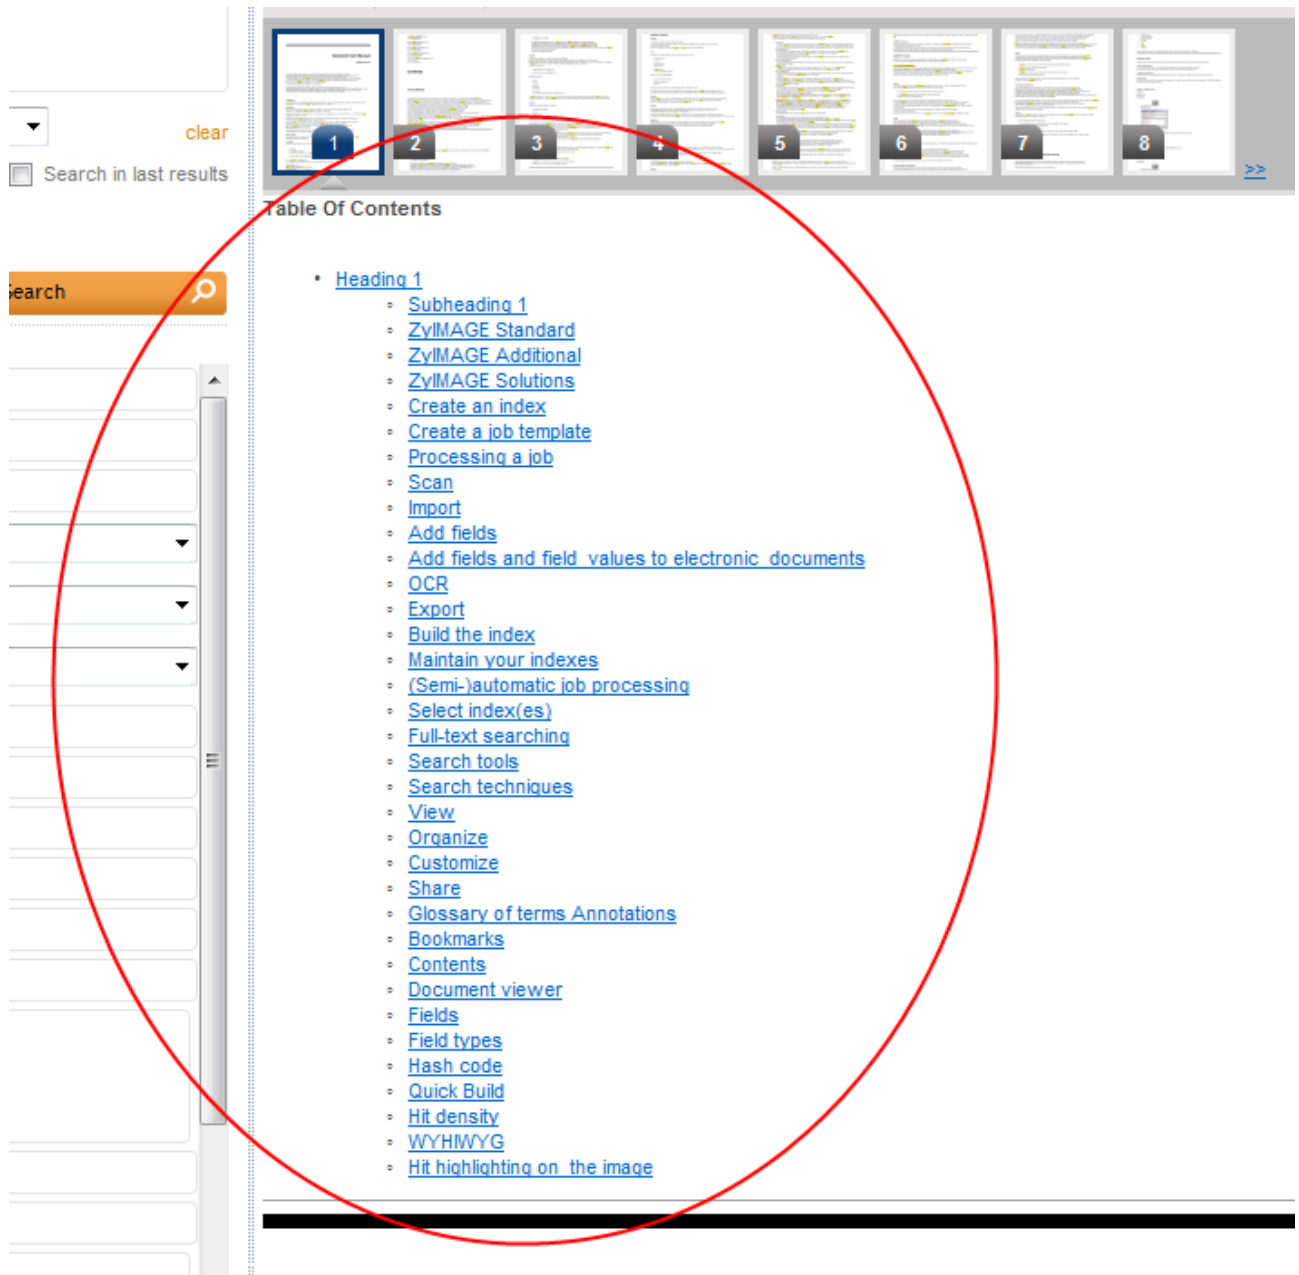 1 2 3 4 5 6 7 8 >>
clear
Search in last results
Table Of Contents
Search
• Heading 1
◦ Subheading 1
◦ ZyIMAGE Standard
◦ ZyIMAGE Additional
◦ ZyIMAGE Solutions
◦ Create an index
◦ Create a job template
◦ Processing a job
◦ Scan
◦ Import
◦ Add fields
◦ Add fields and field values to electronic documents
◦ OCR
◦ Export
◦ Build the index
◦ Maintain your indexes
◦ (Semi-)automatic job processing
◦ Select index(es)
◦ Full-text searching
◦ Search tools
◦ Search techniques
◦ View
◦ Organize
◦ Customize
◦ Share
◦ Glossary of terms Annotations
◦ Bookmarks
◦ Contents
◦ Document viewer
◦ Fields
◦ Field types
◦ Hash code
◦ Quick Build
◦ Hit density
◦ WYHIWYG
◦ Hit highlighting on the image